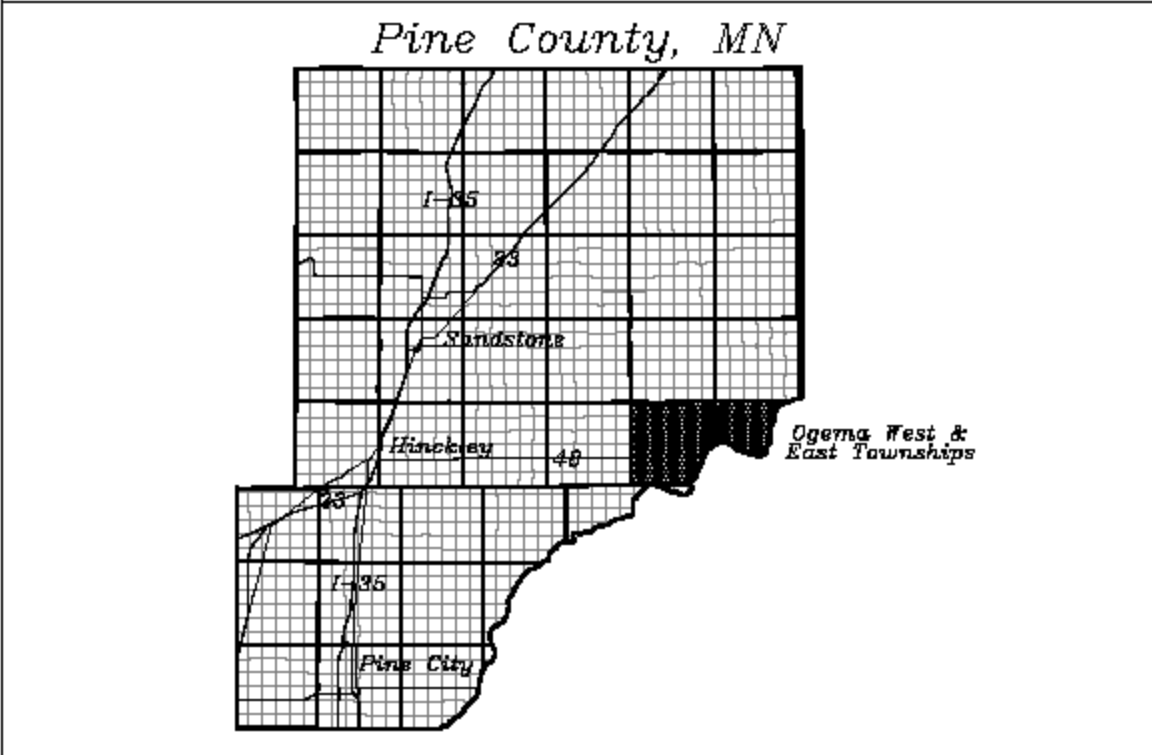 Pine County, MN
I-35
23
Sandstone
Ogema West &
East Townships
Hinckley
48
23
I-35
Pine City